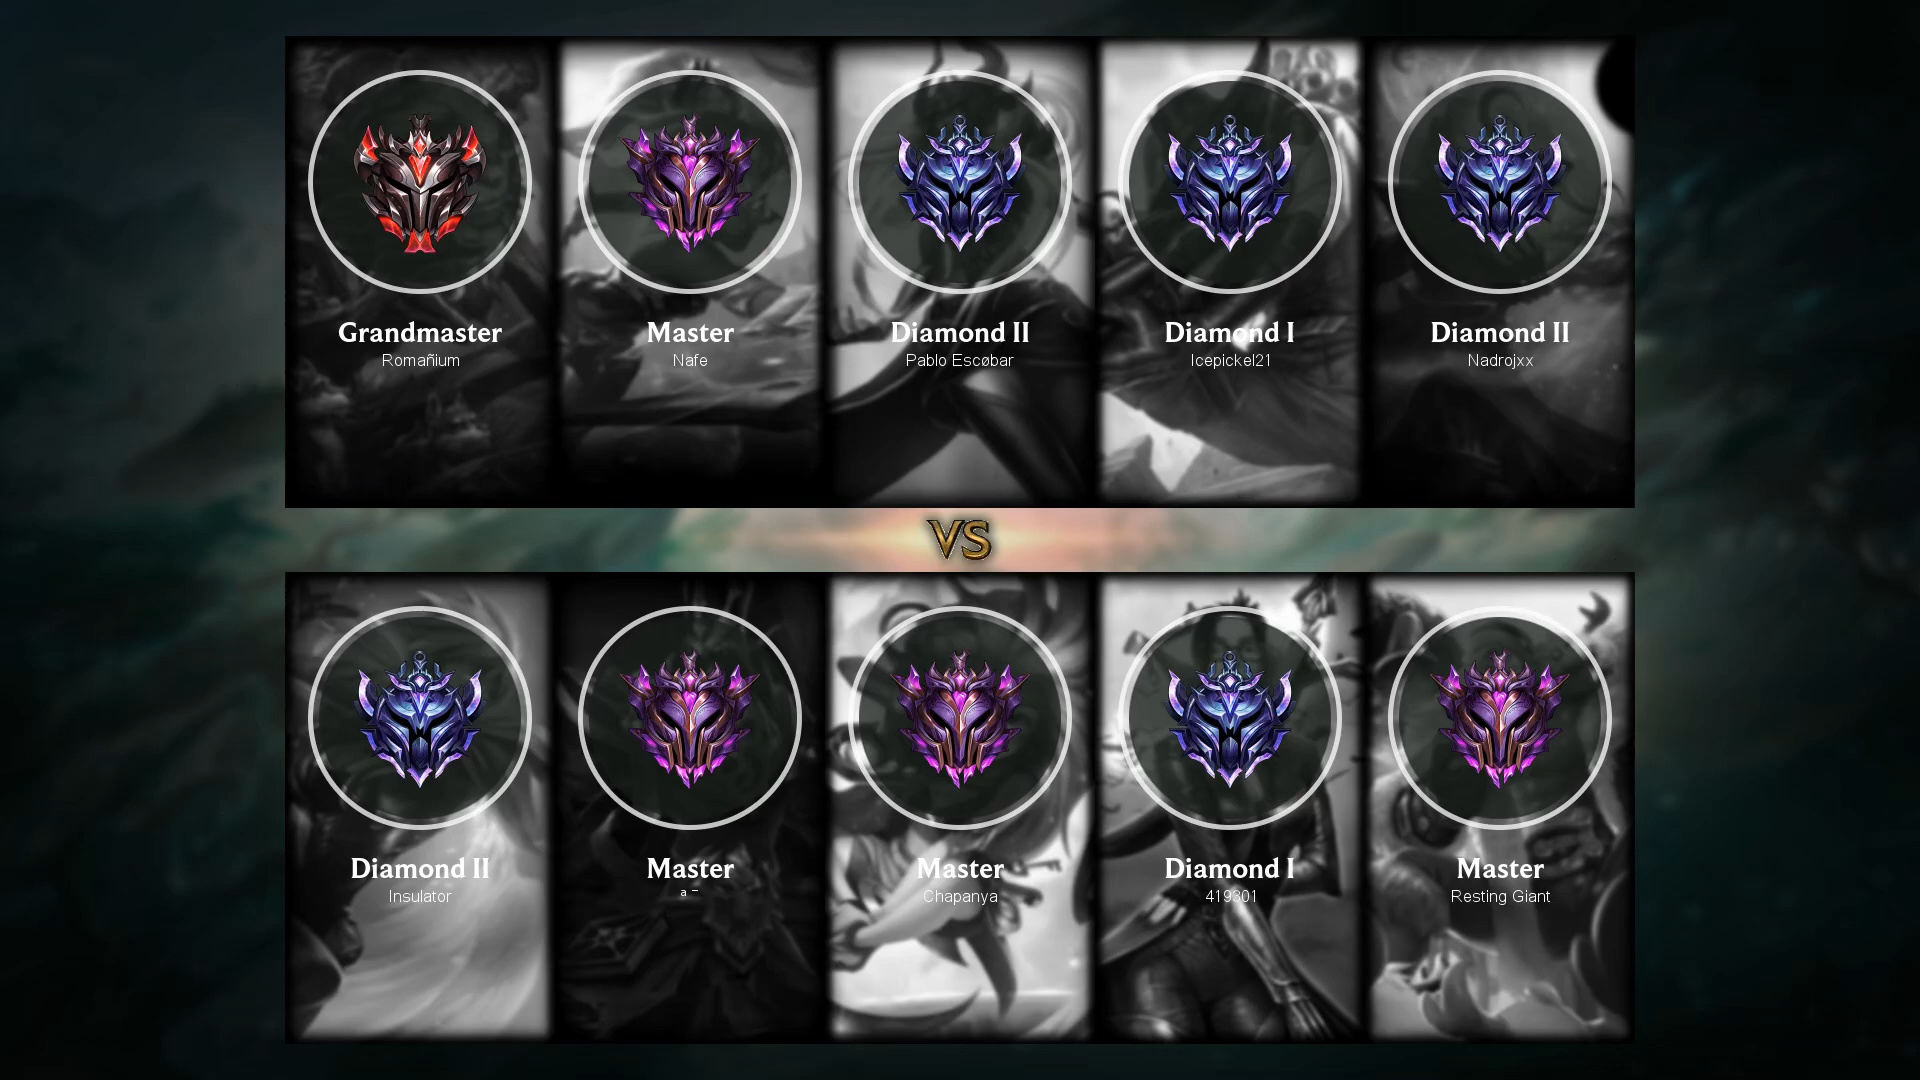 Grandmaster
Romañium
Master
Nafe
Diamond II
Pablo Escøbar
Diamond I
Icepickel21
Diamond II
Nadrojxx
VS
Diamond II
Insulator
Master
Master
Chapanya
Diamond I
419301
Master
Resting Giant